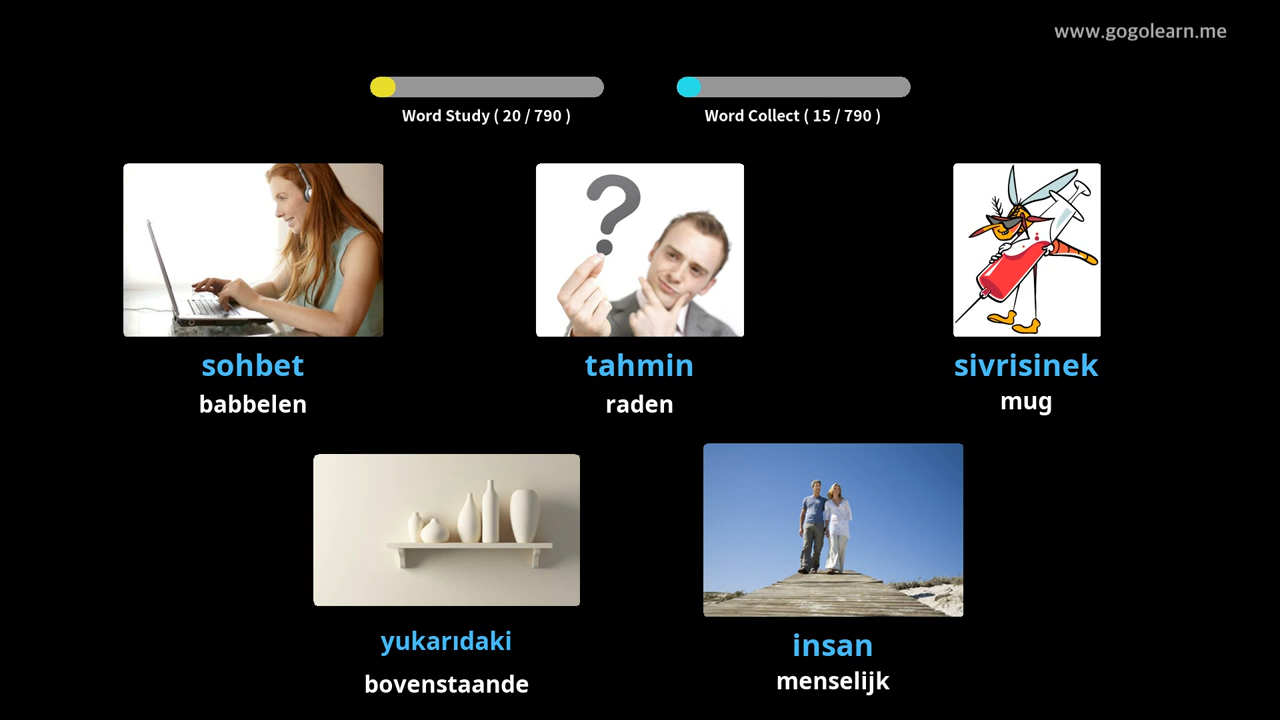 www.gogolearn.me
Word Study ( 20 / 790 )
Word Collect ( 15 / 790 )
sohbet
babbelen
tahmin
raden
sivrisinek
mug
yukarıdaki
bovenstaande
insan
menselijk